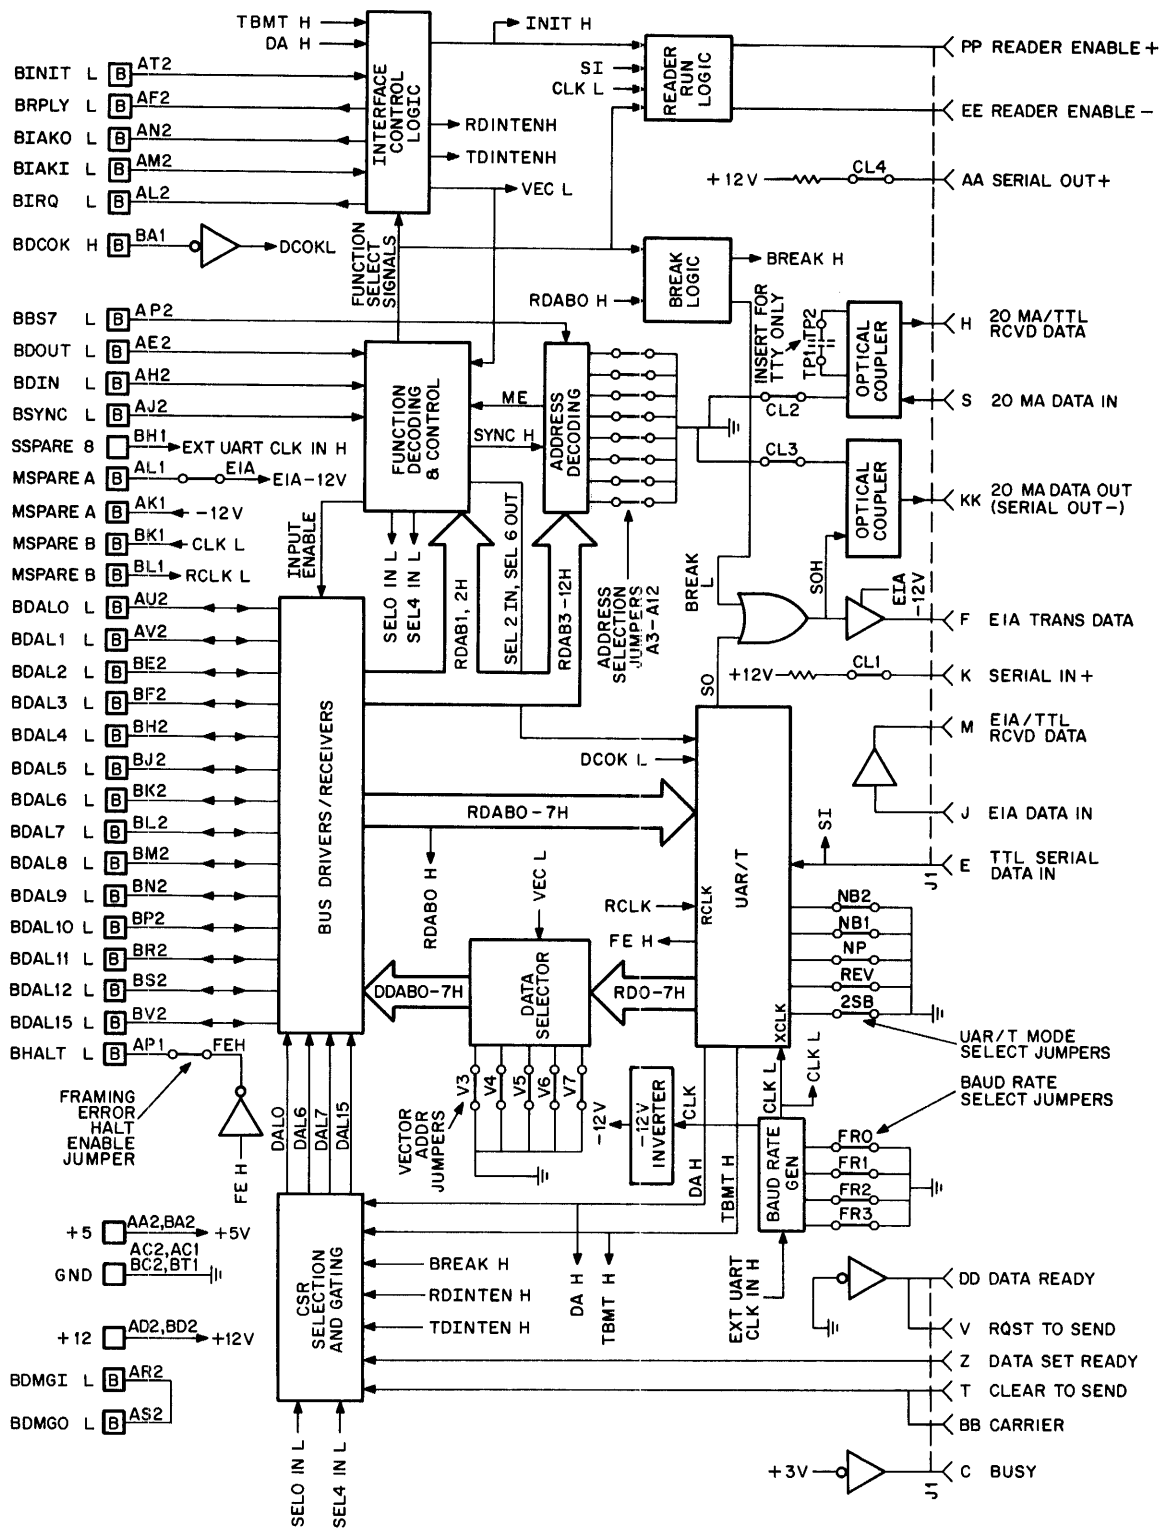 TBMT H
DA H
BINIT L B AT2
BRPLY L B AF2
BIAKO L B AN2
BIAKI L B AM2
BIRQ L B AL2
BDCOK H B BA1
DCOKL
INTERFACE
CONTROL
LOGIC
INIT H
RDINTENH
TDINTENH
VEC L
SI
CLK L
READER
RUN
LOGIC
PP READER ENABLE+
EE READER ENABLE-
+12V
CL4
AA SERIAL OUT+
FUNCTION
SELECT
SIGNALS
BREAK
LOGIC
BREAK H
RDABO H
BBS7 L B AP2
BDOUT L B AE2
BDIN L B AH2
BSYNC L B AJ2
SSPARE 8 BH1
EXT UART CLK IN H
MSPARE A AL1
EIA
EIA-12V
MSPARE A AK1
-12V
MSPARE B BK1
CLK L
MSPARE B BL1
RCLK L
FUNCTION
DECODING
& CONTROL
ME
SYNC H
ADDRESS
DECODING
INSERT FOR
TTY ONLY
TP1
TP2
OPTICAL
COUPLER
H 20 MA/TTL
RCVD DATA
CL2
S 20 MA DATA IN
CL3
OPTICAL
COUPLER
KK 20 MA DATA OUT
(SERIAL OUT-)
INPUT
ENABLE
SEL0 IN L
SEL4 IN L
RDAB1, 2H
SEL 2 IN, SEL 6 OUT
RDAB3-12H
ADDRESS
SELECTION
JUMPERS
A3-A12
BREAK
L
SOH
EIA
-12V
F EIA TRANS DATA
SO
+12V
CL1
K SERIAL IN+
M EIA/TTL
RCVD DATA
J EIA DATA IN
SI
J1
E TTL SERIAL
DATA IN
BDAL0 L B AU2
BDAL1 L B AV2
BDAL2 L B BE2
BDAL3 L B BF2
BDAL4 L B BH2
BDAL5 L B BJ2
BDAL6 L B BK2
BDAL7 L B BL2
BDAL8 L B BM2
BDAL9 L B BN2
BDAL10 L B BP2
BDAL11 L B BR2
BDAL12 L B BS2
BDAL15 L B BV2
BHALT L B AP1
FEH
BUS DRIVERS/RECEIVERS
DCOK L
RDABO-7H
RDABO H
VEC L
RCLK
RCLK
FE H
UAR/T
XCLK
DDABO-7H
DATA
SELECTOR
RDO-7H
NB2
NB1
NP
REV
2SB
UAR/T MODE
SELECT JUMPERS
FRAMING
ERROR
HALT
ENABLE
JUMPER
FE H
DAL0
DAL6
DAL7
DAL15
VECTOR
ADDR
JUMPERS
V3
V4
V5
V6
V7
-12V
-12V
INVERTER
CLK
DA H
TBMT H
CLK L
CLK L
BAUD RATE
GEN
BAUD RATE
SELECT JUMPERS
FR0
FR1
FR2
FR3
EXT UART
CLK IN H
+5 AA2,BA2
+5V
GND AC2,AC1
BC2,BT1
+12 AD2,BD2
+12V
BDMGI L B AR2
BDMGO L B AS2
CSR
SELECTION
AND GATING
BREAK H
RDINTEN H
TDINTEN H
DA H
TBMT H
SEL0 IN L
SEL4 IN L
DD DATA READY
V RQST TO SEND
Z DATA SET READY
T CLEAR TO SEND
BB CARRIER
+3V
C BUSY
J1